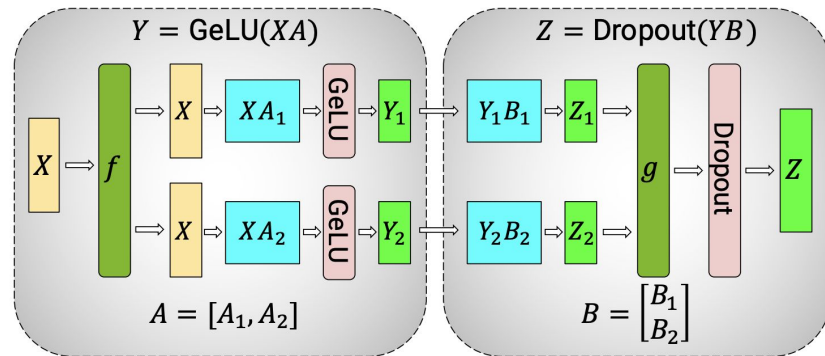 Y = GeLU(XA)
Z = Dropout(YB)
X
f
X
XA₁
GeLU
Y₁
Y₁B₁
Z₁
X
XA₂
GeLU
Y₂
Y₂B₂
Z₂
g
Dropout
Z
A = [A₁, A₂]
B = [B₁
B₂]